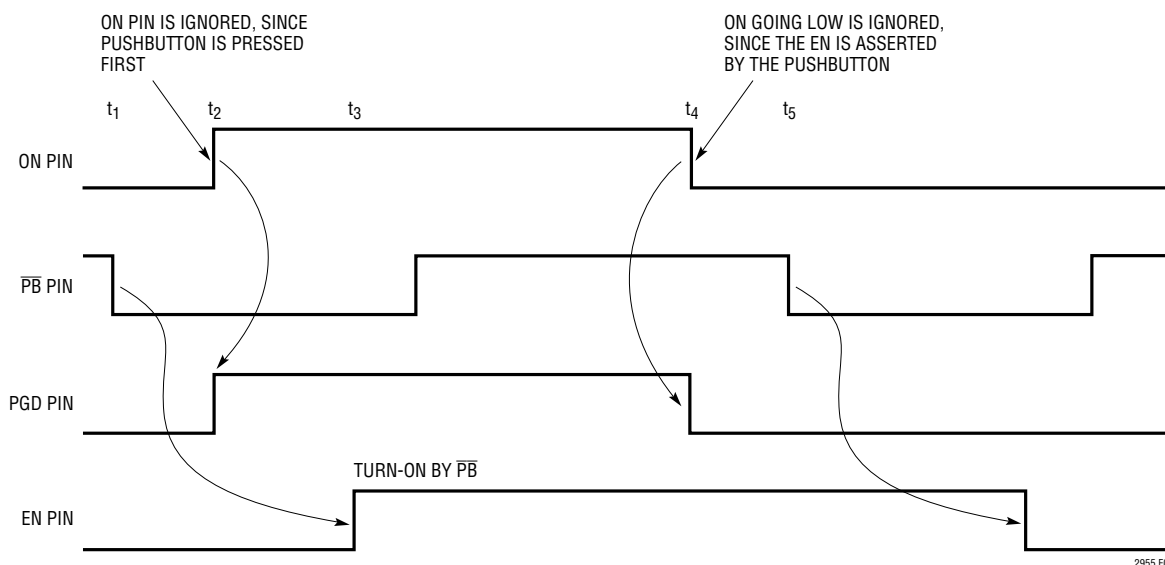 ON PIN IS IGNORED, SINCE
PUSHBUTTON IS PRESSED
FIRST
ON GOING LOW IS IGNORED,
SINCE THE EN IS ASSERTED
BY THE PUSHBUTTON
t1 t2 t3 t4 t5
ON PIN
PB PIN
PGD PIN
TURN-ON BY PB
EN PIN
2955